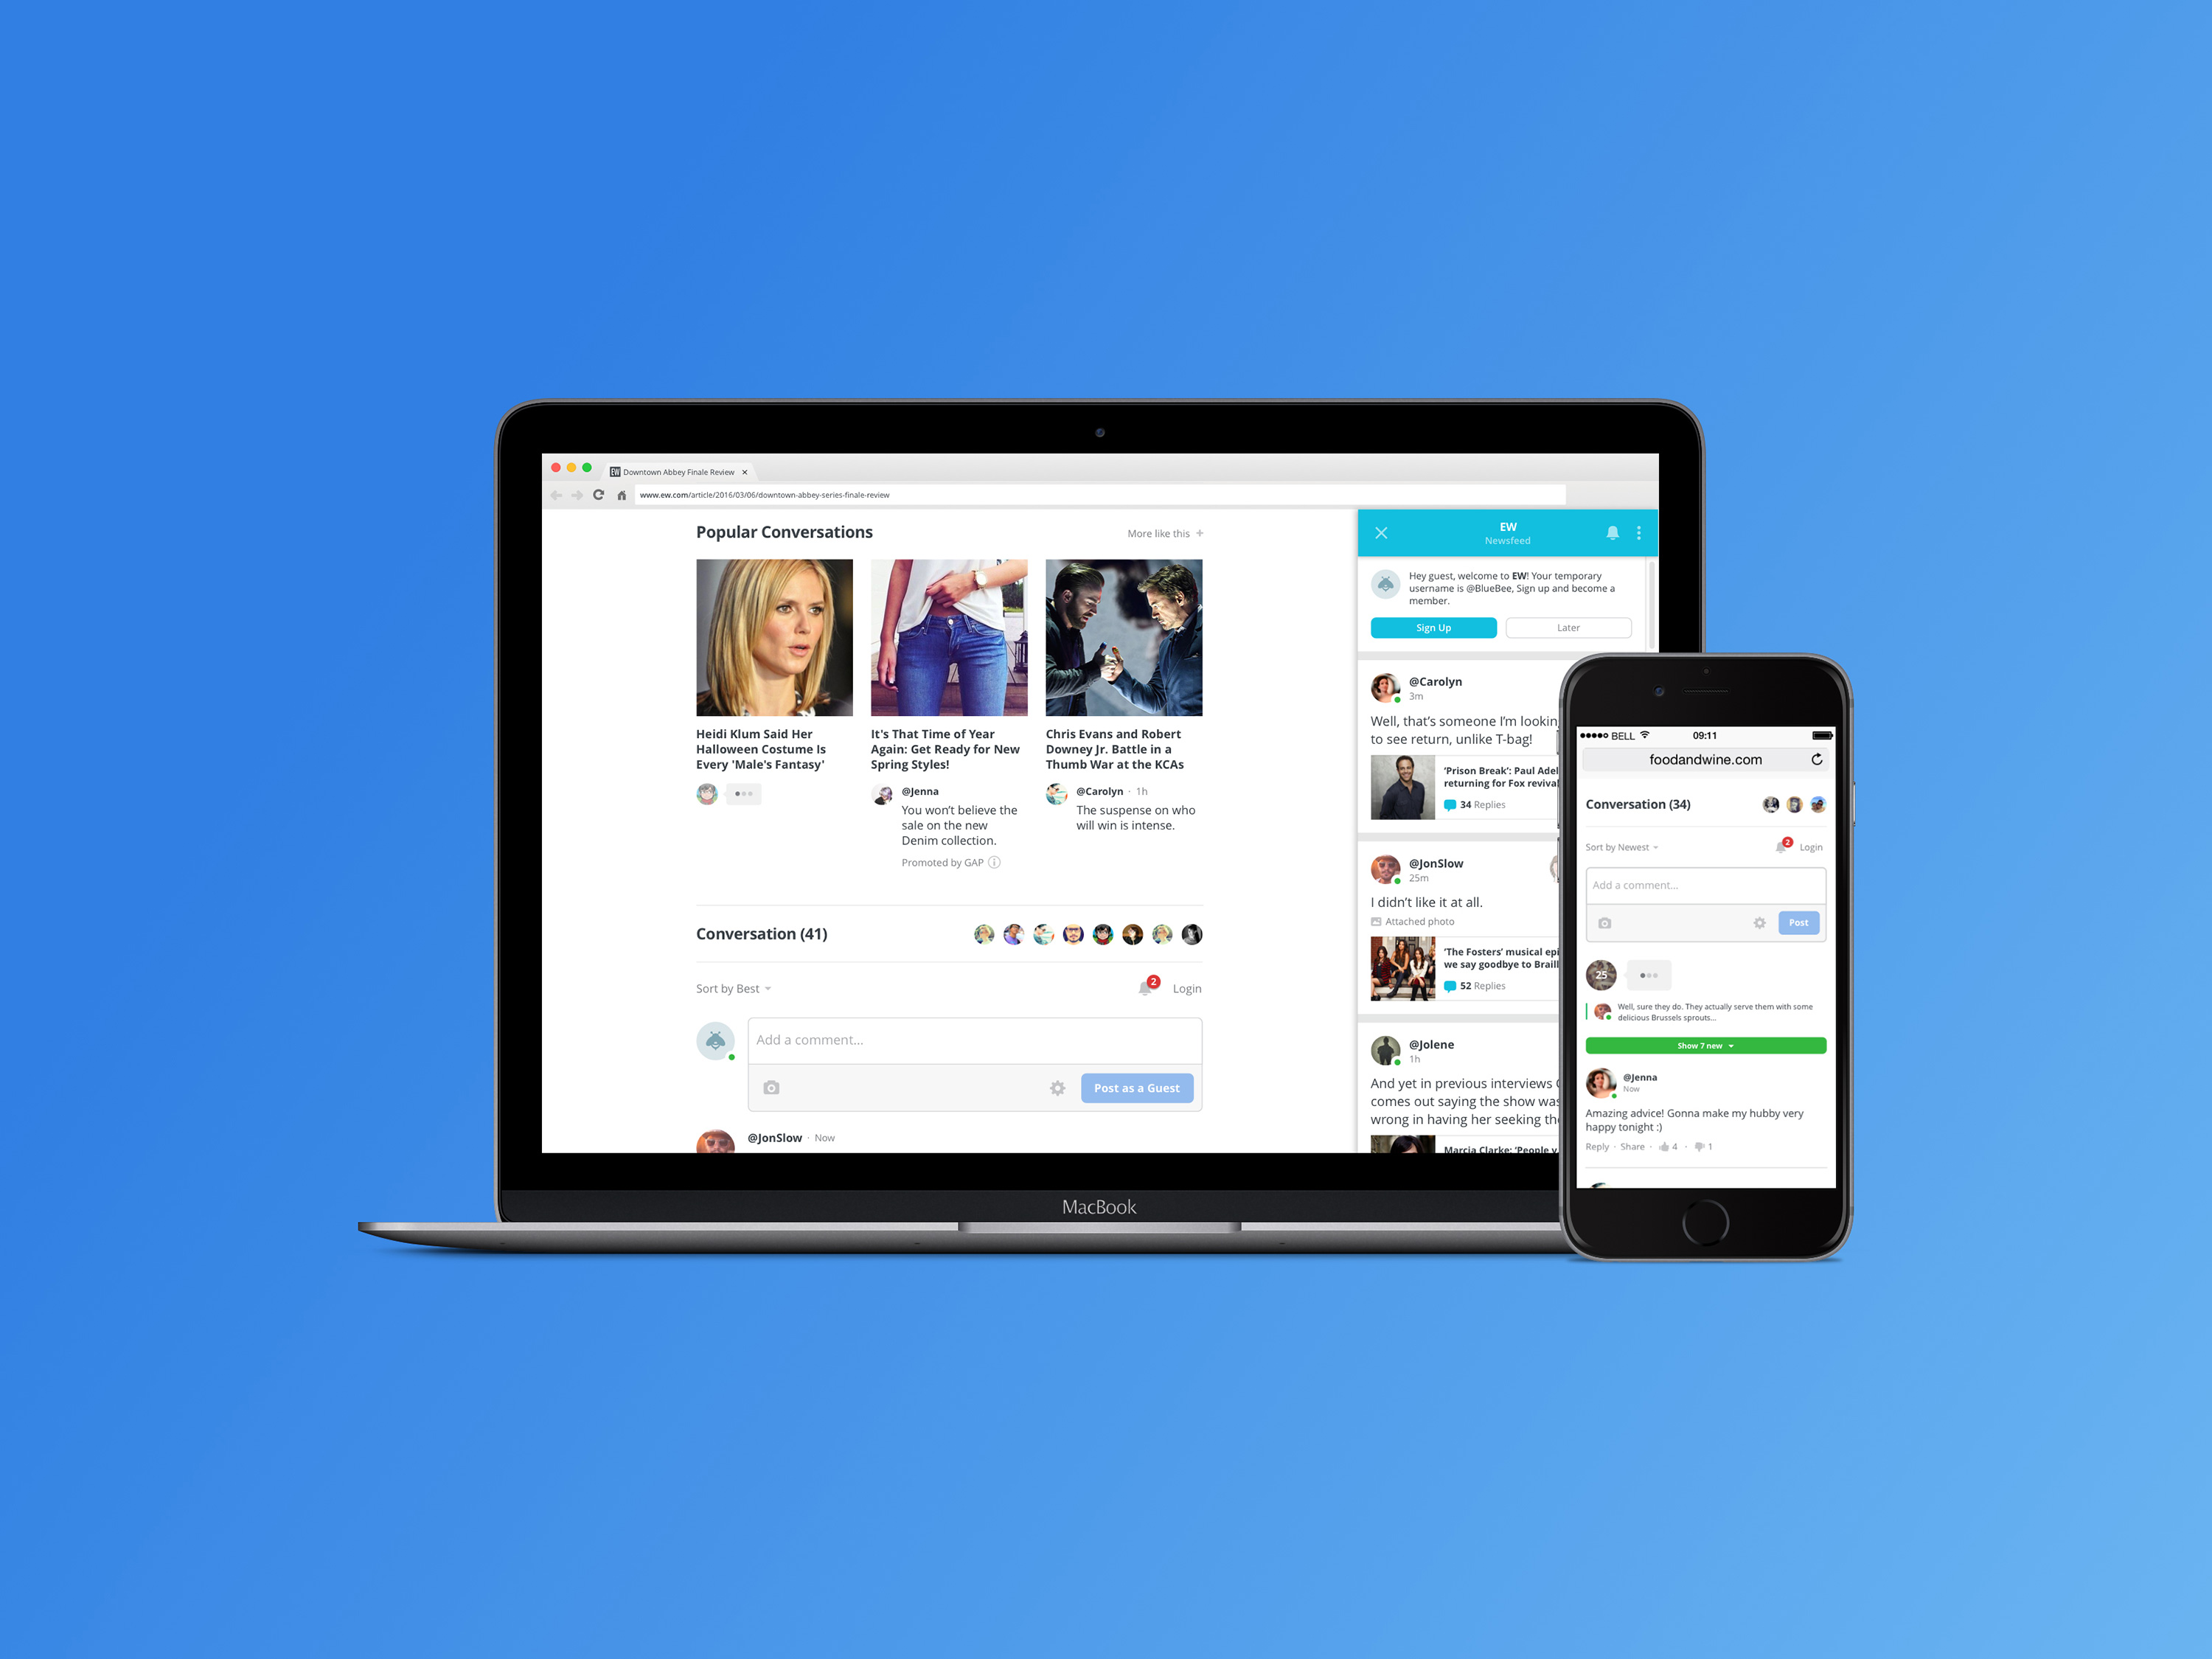 EW Downtown Abbey Finale Review
www.ew.com/article/2016/03/06/downtown-abbey-series-finale-review
Popular Conversations
More like this +
Heidi Klum Said Her
Halloween Costume Is
Every 'Male's Fantasy'
It's That Time of Year
Again: Get Ready for New
Spring Styles!
@Jenna
You won't believe the
sale on the new
Denim collection.
Promoted by GAP
Chris Evans and Robert
Downey Jr. Battle in a
Thumb War at the KCAs
@Carolyn · 1h
The suspense on who
will win is intense.
Conversation (41)
Sort by Best
2
Login
Add a comment...
Post as a Guest
@JonSlow · Now
EW
Newsfeed
Hey guest, welcome to EW! Your temporary
username is @BlueBee, Sign up and become a
member.
Sign Up
Later
@Carolyn
3m
Well, that's someone I'm lookin
to see return, unlike T-bag!
'Prison Break': Paul Adel
returning for Fox revival
34 Replies
@JonSlow
25m
I didn't like it at all.
Attached photo
'The Fosters' musical epi
we say goodbye to Braill
52 Replies
@Jolene
1h
And yet in previous interviews
comes out saying the show was
wrong in having her seeking the
Marcia Clarke: 'People
MacBook
BELL
09:11
foodandwine.com
Conversation (34)
Sort by Newest
2
Login
Add a comment...
Post
25
Well, sure they do. They actually serve them with some
delicious Brussels sprouts...
Show 7 new
@Jenna
Now
Amazing advice! Gonna make my hubby very
happy tonight :)
Reply · Share · 4 · 1